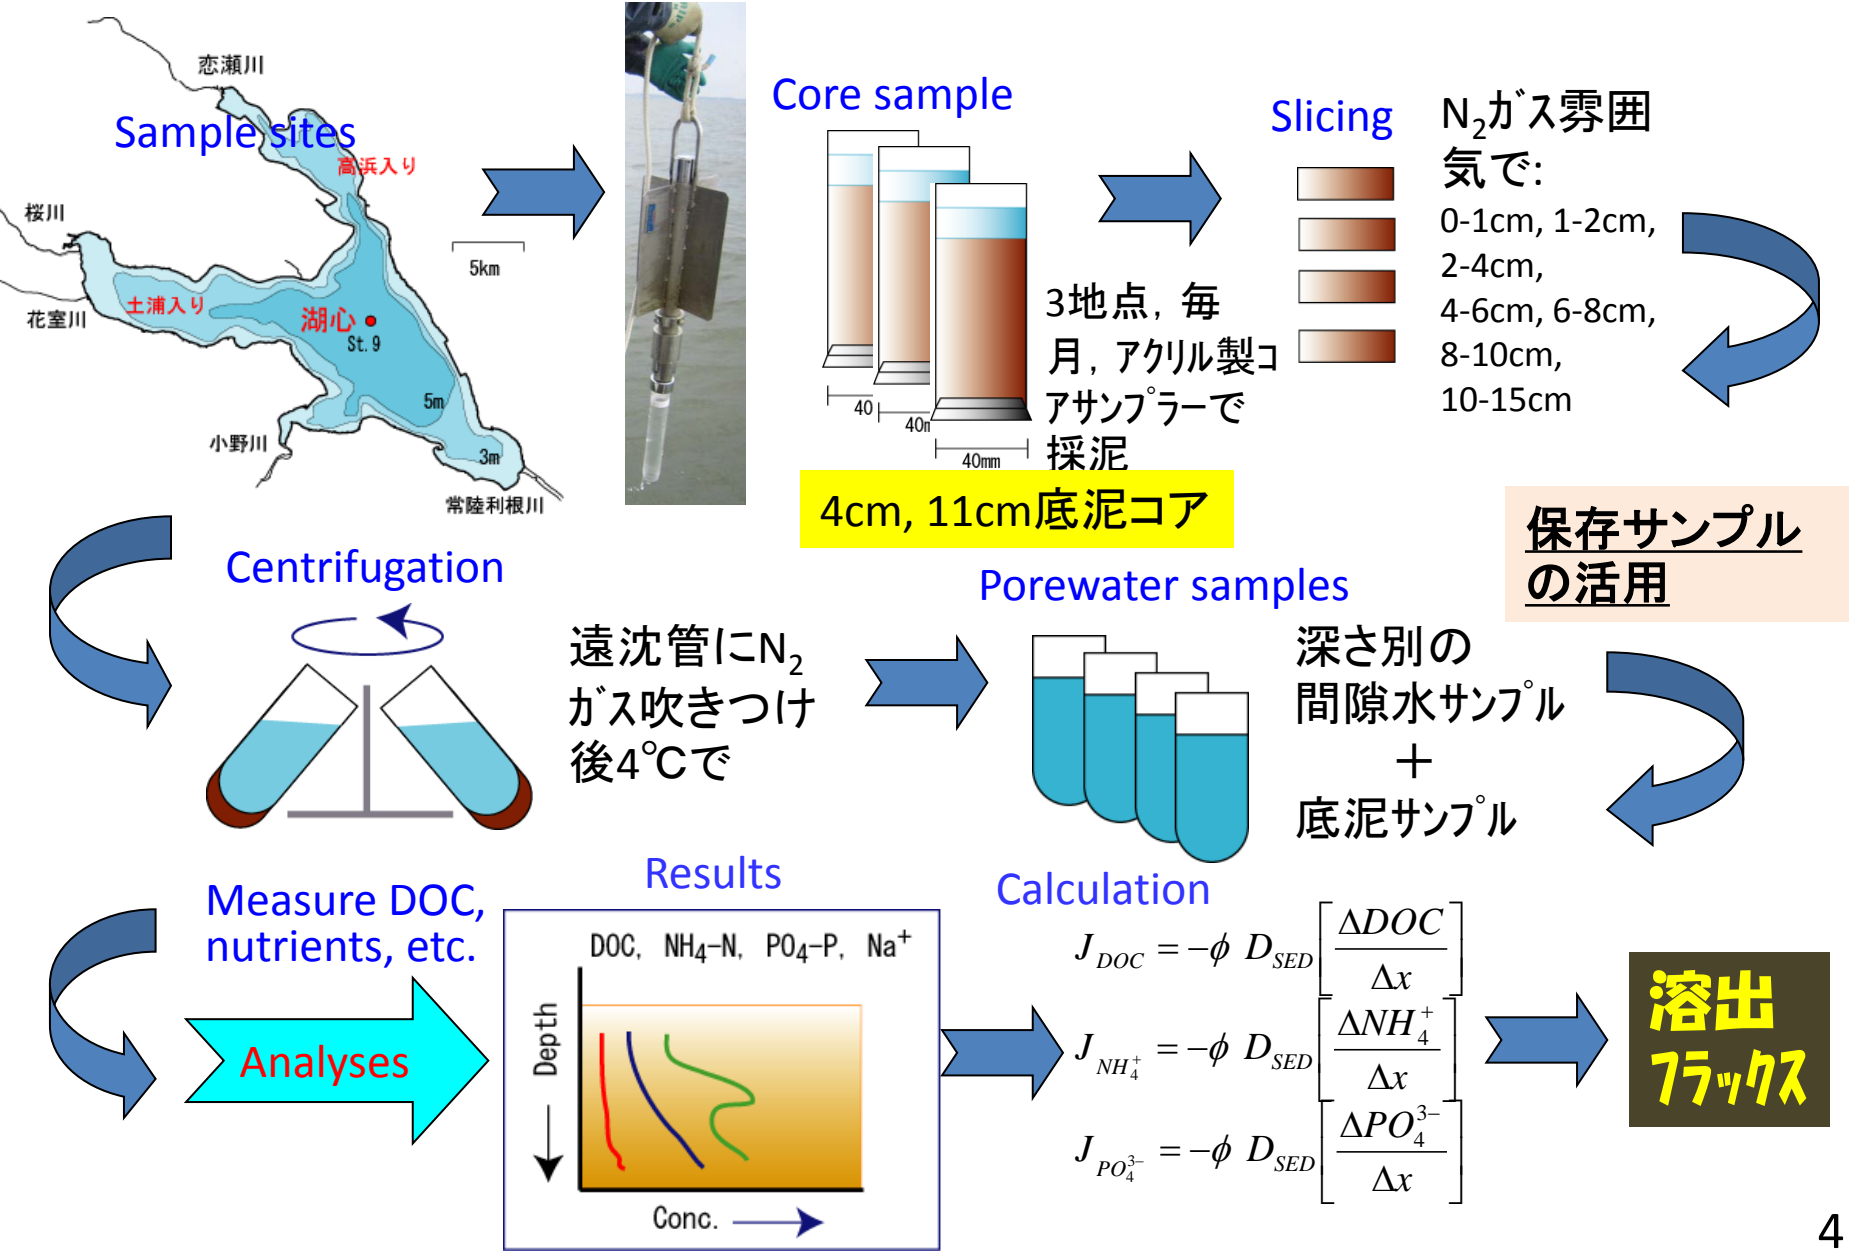 恋瀬川
Sample sites
高浜入り
桜川
5km
土浦入り
花室川
湖心
St.9
5m
小野川
3m
常陸利根川
Core sample
40
40m
40mm
3地点，毎
月，アクリル製コ
アサンプラーで
採泥
4cm, 11cm底泥コア
Slicing
N₂ガス雰囲
気で:
0-1cm, 1-2cm,
2-4cm,
4-6cm, 6-8cm,
8-10cm,
10-15cm
保存サンプル
の活用
Centrifugation
遠沈管にN₂
ガス吹きつけ
後4℃で
Porewater samples
深さ別の
間隙水サンプル
＋
底泥サンプル
Measure DOC,
nutrients, etc.
Analyses
Results
DOC, NH₄-N, PO₄-P, Na⁺
Depth
Conc.
Calculation
J_DOC = −ϕ D_SED [ΔDOC/Δx]
J_NH₄⁺ = −ϕ D_SED [ΔNH₄⁺/Δx]
J_PO₄³⁻ = −ϕ D_SED [ΔPO₄³⁻/Δx]
溶出
フラックス
4